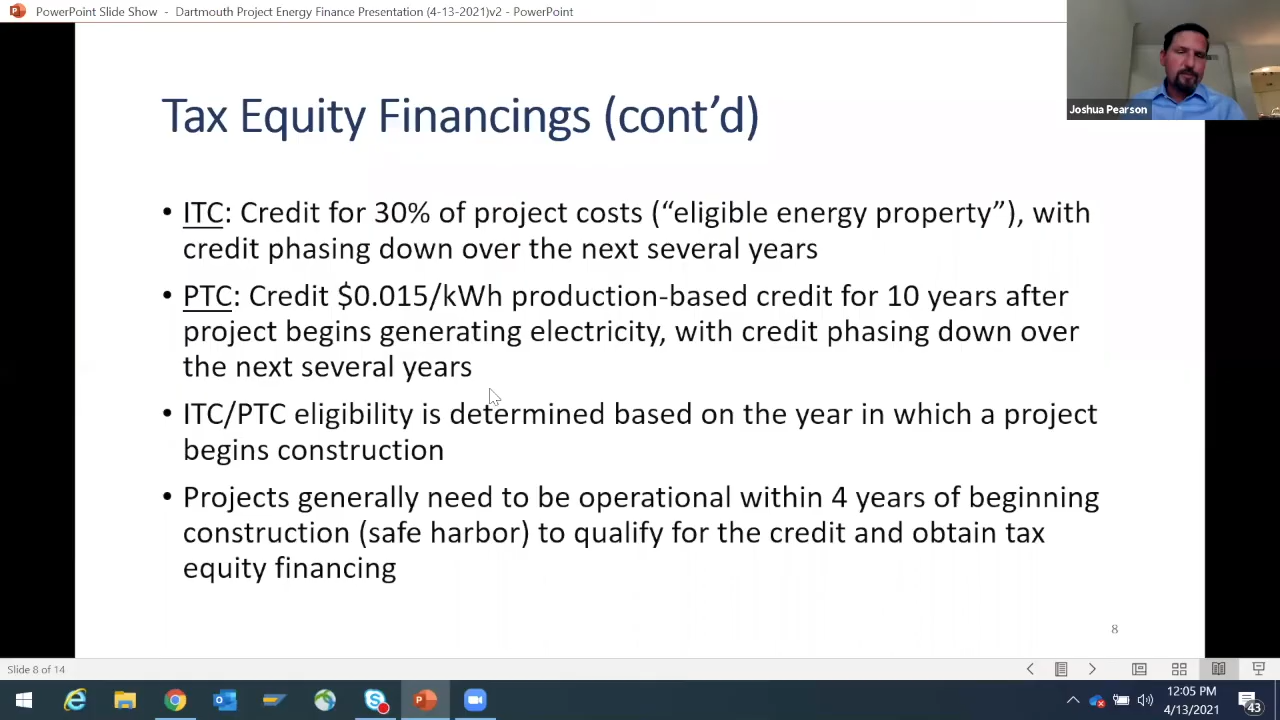 PowerPoint Slide Show - Dartmouth Project Energy Finance Presentation (4-13-2021)v2 - PowerPoint
Joshua Pearson
Tax Equity Financings (cont’d)
• ITC: Credit for 30% of project costs (“eligible energy property”), with
credit phasing down over the next several years
• PTC: Credit $0.015/kWh production-based credit for 10 years after
project begins generating electricity, with credit phasing down over
the next several years
• ITC/PTC eligibility is determined based on the year in which a project
begins construction
• Projects generally need to be operational within 4 years of beginning
construction (safe harbor) to qualify for the credit and obtain tax
equity financing
8
Slide 8 of 14
12:05 PM
4/13/2021
43